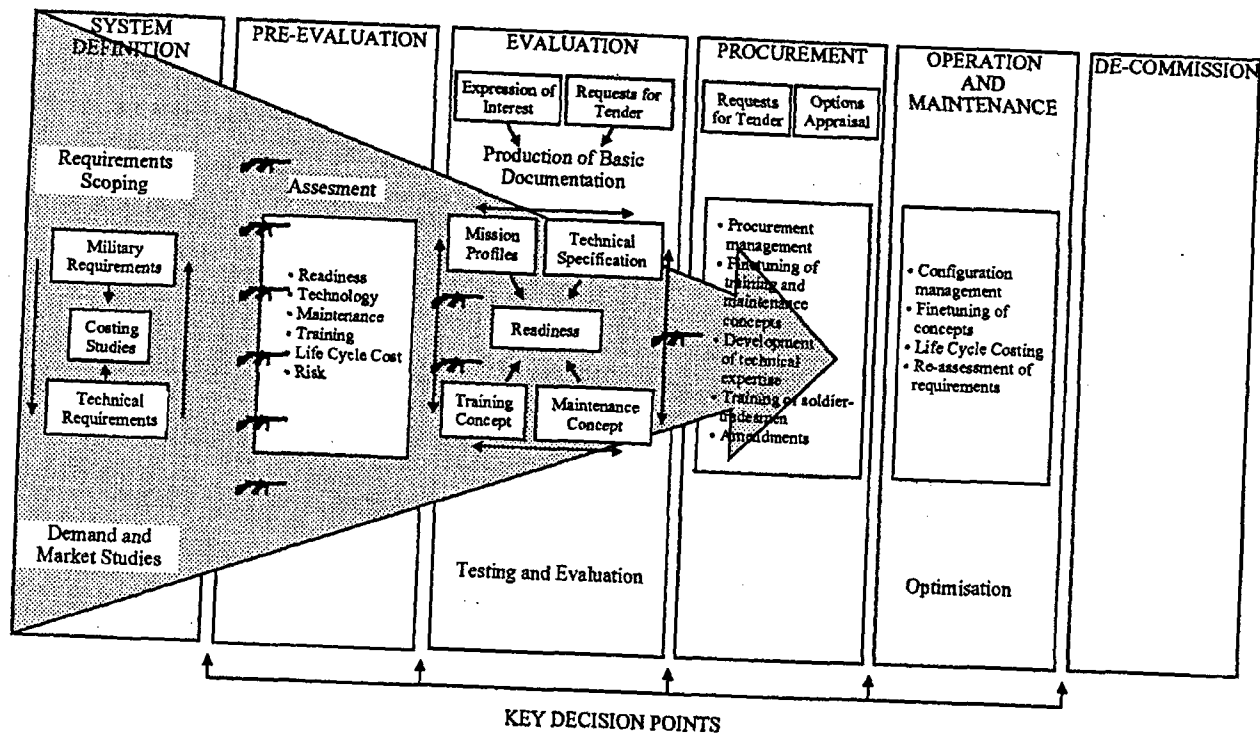 SYSTEM
DEFINITION
Requirements
Scoping
Military
Requirements
Costing
Studies
Technical
Requirements
Demand and
Market Studies
PRE-EVALUATION
Assesment
• Readiness
• Technology
• Maintenance
• Training
• Life Cycle Cost
• Risk
EVALUATION
Expression of
Interest
Requests for
Tender
Production of Basic
Documentation
Mission
Profiles
Technical
Specification
Readiness
Training
Concept
Maintenance
Concept
Testing and Evaluation
PROCUREMENT
Requests
for Tender
Options
Appraisal
• Procurement
management
• Finetuning of
training and
maintenance
concepts
• Development
of technical
expertise
• Training of soldier-
tradesmen
• Amendments
OPERATION
AND
MAINTENANCE
• Configuration
management
• Finetuning of
concepts
• Life Cycle Costing
• Re-assessment of
requirements
Optimisation
DE-COMMISSION
KEY DECISION POINTS